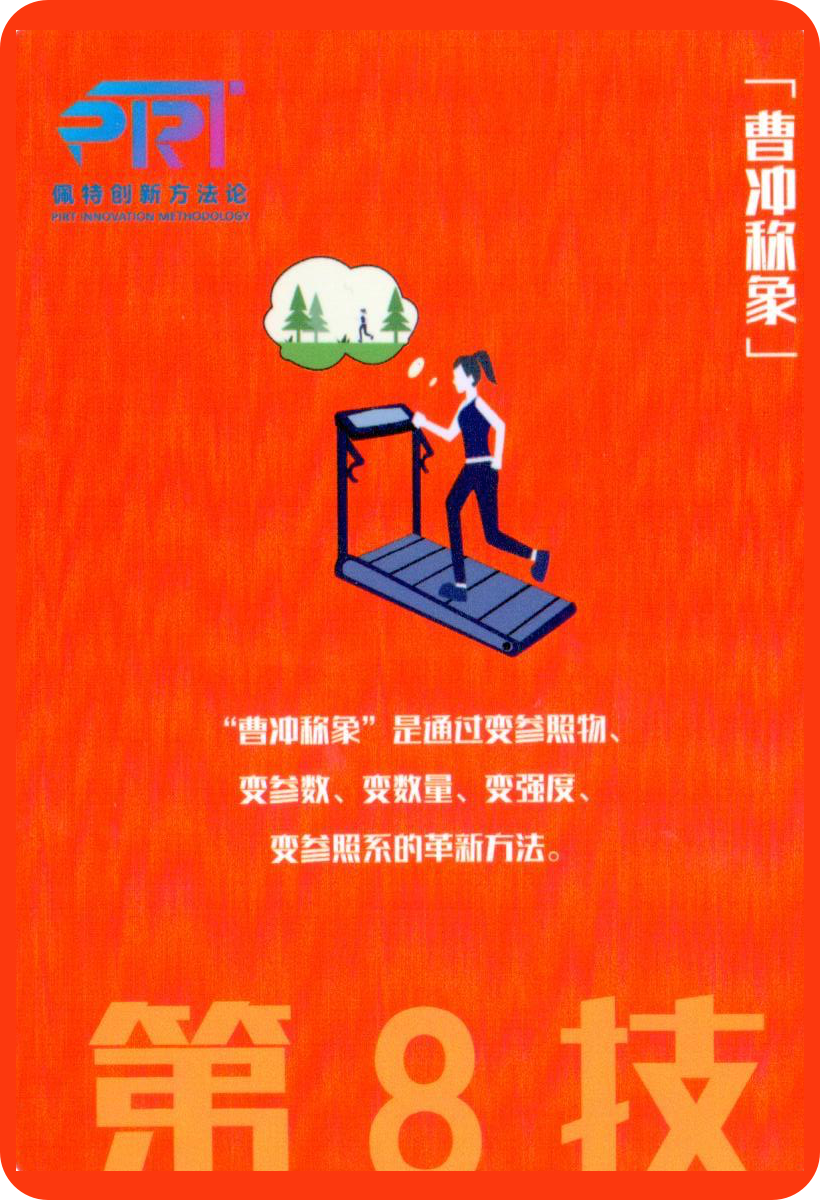 PIRT
佩特创新方法论
PIRT INNOVATION METHODOLOGY
「曹冲称象」
“曹冲称象”是通过变参照物、
变参数、变数量、变强度、
变参照系的革新方法。
第8技